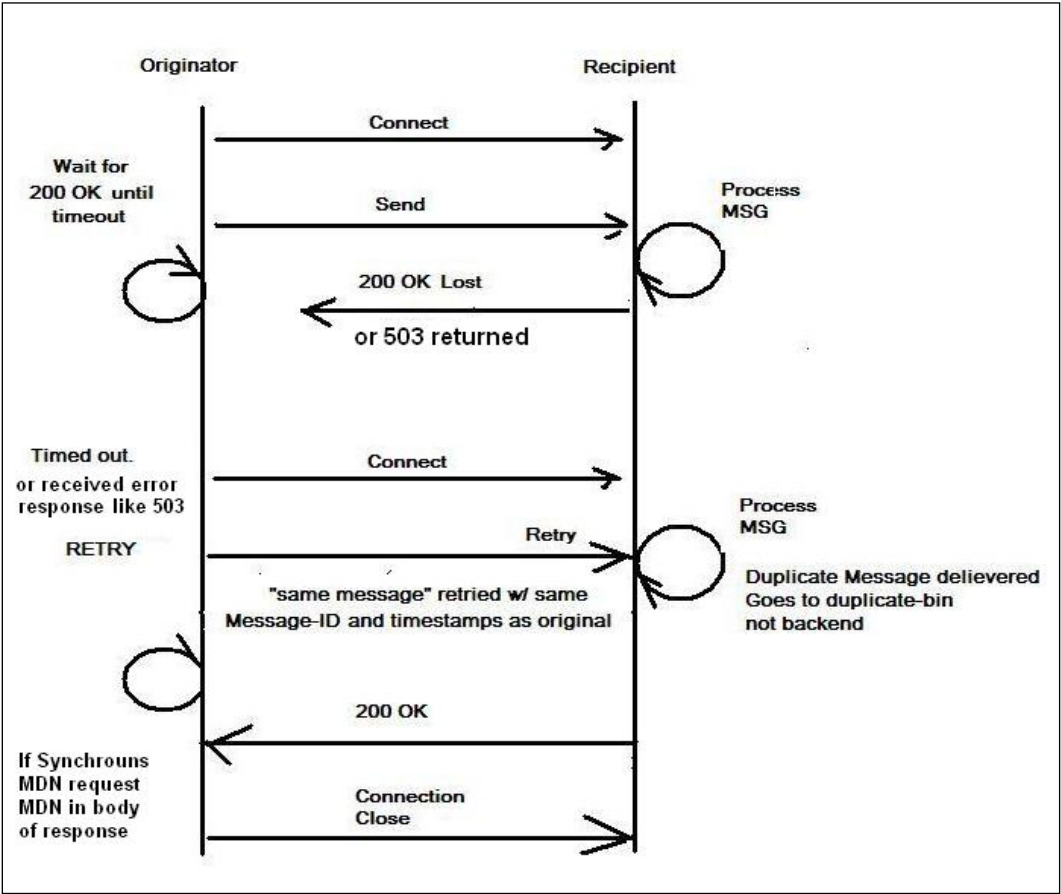 Originator
Recipient
Connect
Wait for
200 OK until
timeout
Send
Process
MSG
200 OK Lost
or 503 returned
Timed out.
or received error
response like 503
RETRY
Connect
Retry
Process
MSG
"same message" retried w/ same
Message-ID and timestamps as original
Duplicate Message delievered
Goes to duplicate-bin
not backend
200 OK
If Synchrouns
MDN request
MDN in body
of response
Connection
Close